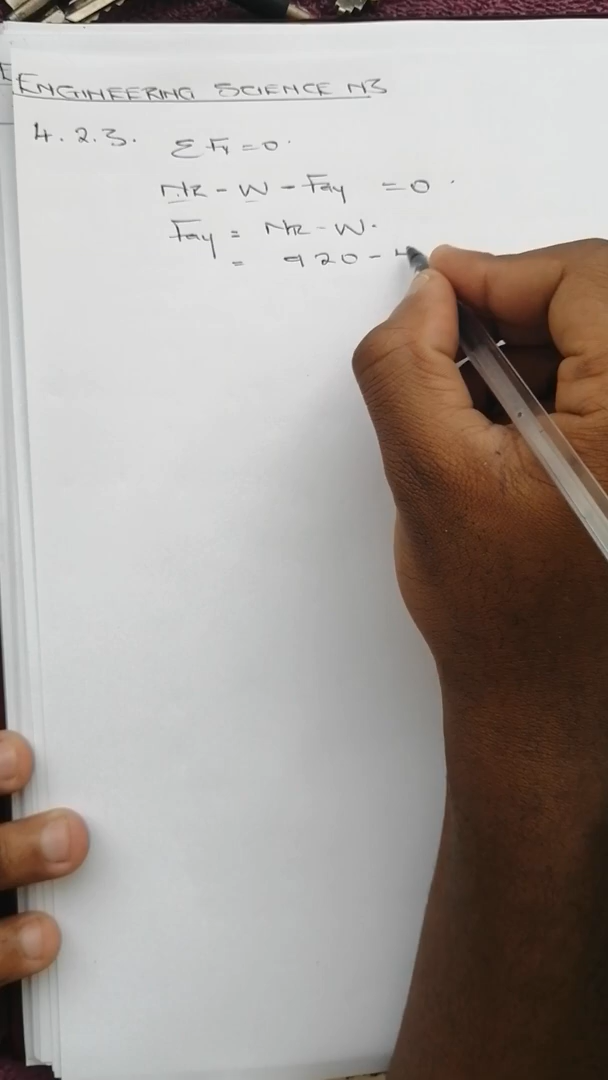 ENGINEERING SCIENCE N3
4.2.3. ΣFy = 0.
NR - W - Fay = 0.
Fay = NR - W.
= 920 - 4